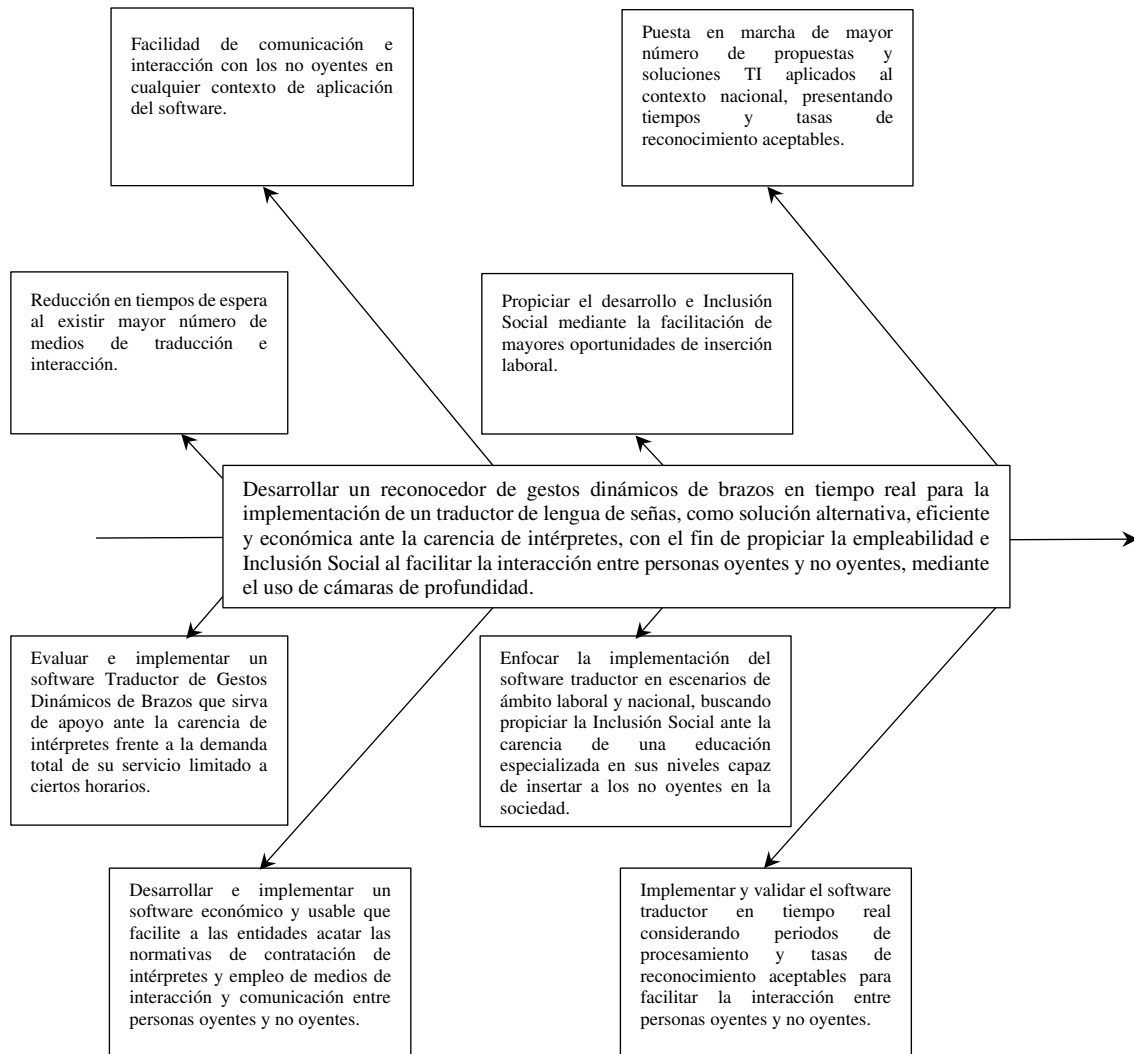 Facilidad de comunicación e
interacción con los no oyentes en
cualquier contexto de aplicación
del software.
Puesta en marcha de mayor
número de propuestas y
soluciones TI aplicados al
contexto nacional, presentando
tiempos y tasas de
reconocimiento aceptables.
Reducción en tiempos de espera
al existir mayor número de
medios de traducción e
interacción.
Propiciar el desarrollo e Inclusión
Social mediante la facilitación de
mayores oportunidades de inserción
laboral.
Desarrollar un reconocedor de gestos dinámicos de brazos en tiempo real para la
implementación de un traductor de lengua de señas, como solución alternativa, eficiente
y económica ante la carencia de intérpretes, con el fin de propiciar la empleabilidad e
Inclusión Social al facilitar la interacción entre personas oyentes y no oyentes, mediante
el uso de cámaras de profundidad.
Evaluar e implementar un
software Traductor de Gestos
Dinámicos de Brazos que sirva
de apoyo ante la carencia de
intérpretes frente a la demanda
total de su servicio limitado a
ciertos horarios.
Enfocar la implementación del
software traductor en escenarios de
ámbito laboral y nacional, buscando
propiciar la Inclusión Social ante la
carencia de una educación
especializada en sus niveles capaz
de insertar a los no oyentes en la
sociedad.
Desarrollar e implementar un
software económico y usable que
facilite a las entidades acatar las
normativas de contratación de
intérpretes y empleo de medios de
interacción y comunicación entre
personas oyentes y no oyentes.
Implementar y validar el software
traductor en tiempo real
considerando periodos de
procesamiento y tasas de
reconocimiento aceptables para
facilitar la interacción entre
personas oyentes y no oyentes.